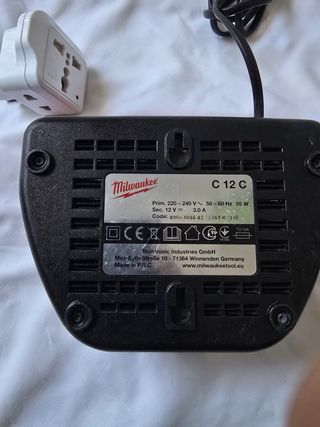 Milwaukee
C 12 C
Prim. 220 – 240 V ~ 50 – 60 Hz 55 W
Sec. 12 V ⎓ 3.0 A
Code:
Techtronic Industries GmbH
Max-Eyth-Straße 10 - 71364 Winnenden Germany
Made in P.R.C. www.milwaukeetool.eu